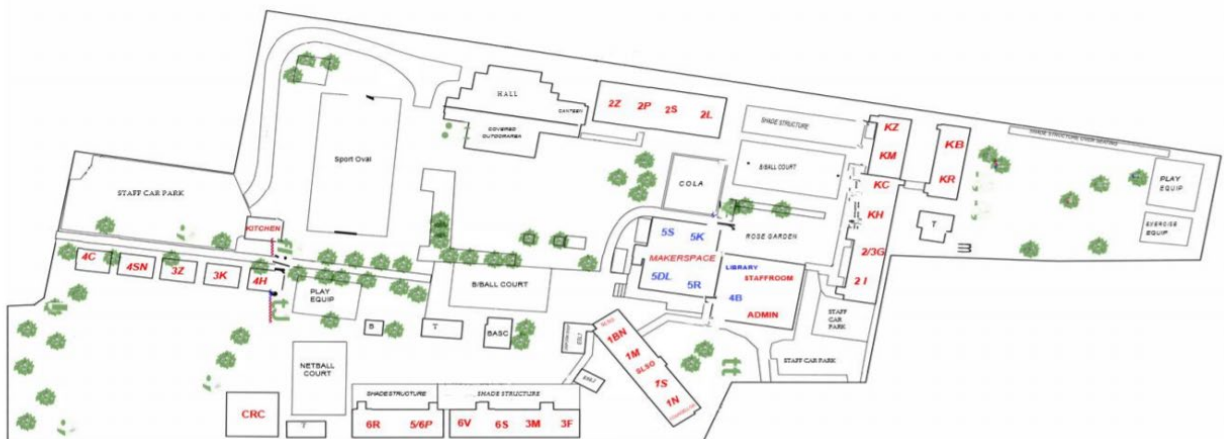 HALL
CANTEEN
COVERED
OUTDOOR AREA
2Z 2P 2S 2L
SHADE STRUCTURE
KZ
KM
KB
KR
SHADE STRUCTURE OVER SEATING
PLAY
EQUIP
EXERCISE
EQUIP
Sport Oval
STAFF CAR PARK
KITCHEN
COLA
B/BALL COURT
KC
KH
2/3G
2 I
T
ROSE GARDEN
5S 5K
MAKERSPACE
5DL
5R
LIBRARY
STAFFROOM
4B
ADMIN
STAFF
CAR
PARK
STAFF CAR PARK
4C 4SN 3Z 3K 4H
PLAY
EQUIP
B/BALL COURT
B
T
BASC
1BN
1M
SLSO
1S
1N
NETBALL
COURT
CRC
T
SHADE STRUCTURE
SHADE STRUCTURE
6R 5/6P 6V 6S 3M 3F